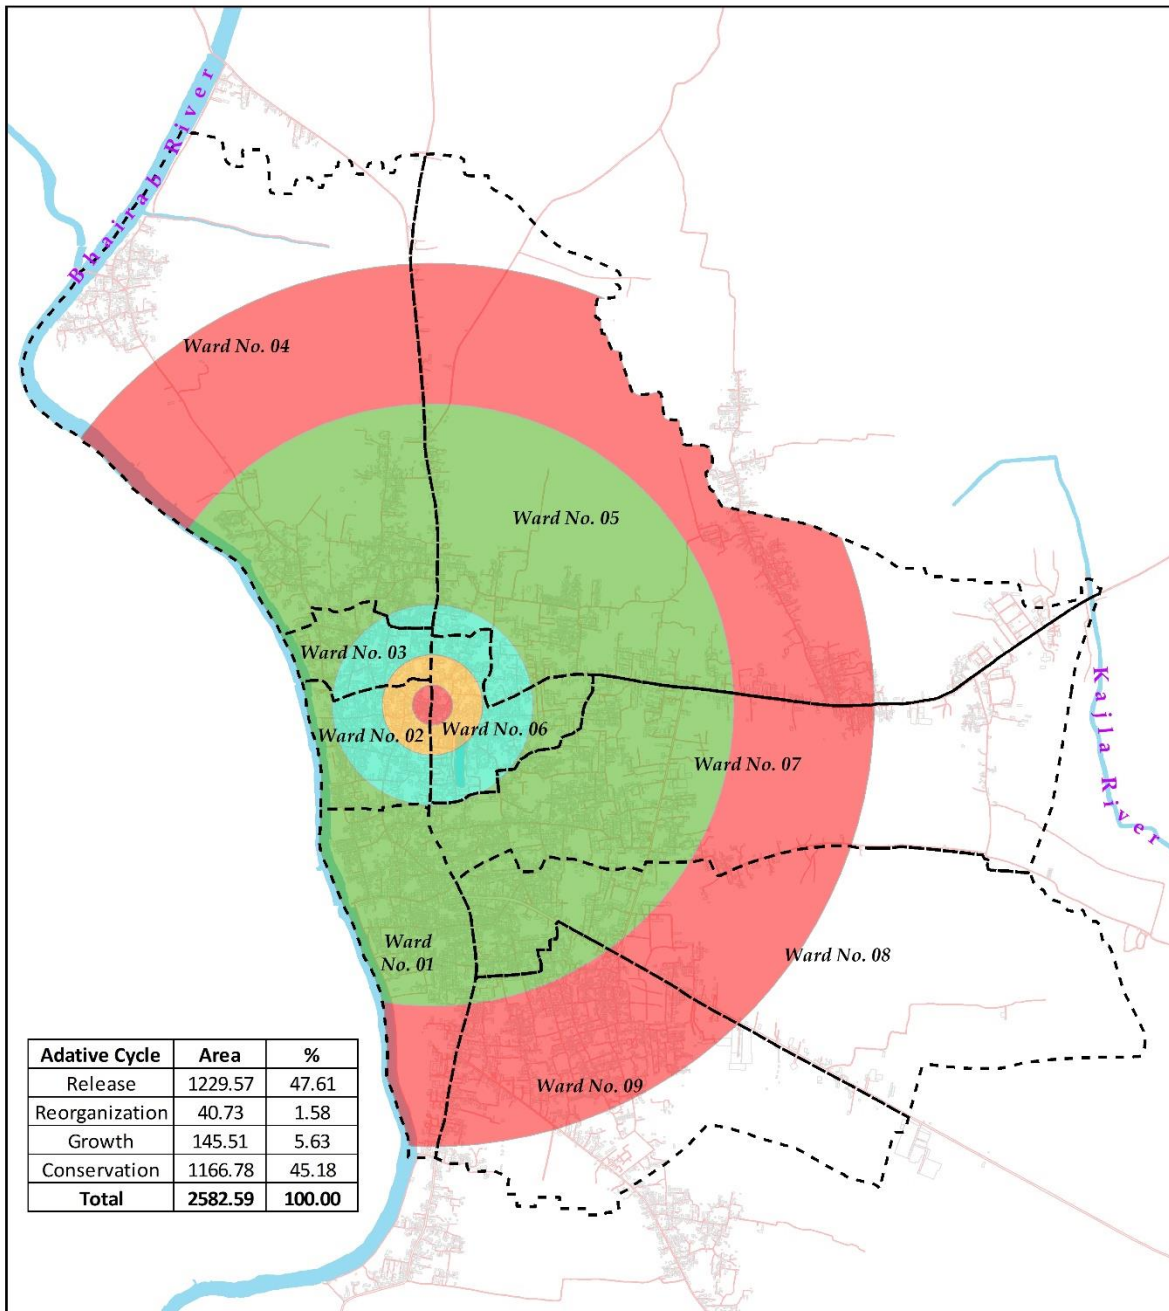 Bhairab River
Ward No. 04
Ward No. 05
Ward No. 03
Ward No. 02
Ward No. 06
Ward No. 07
Kajla River
Ward
No. 01
Ward No. 08
Ward No. 09
Adative Cycle Area %
Release 1229.57 47.61
Reorganization 40.73 1.58
Growth 145.51 5.63
Conservation 1166.78 45.18
Total 2582.59 100.00